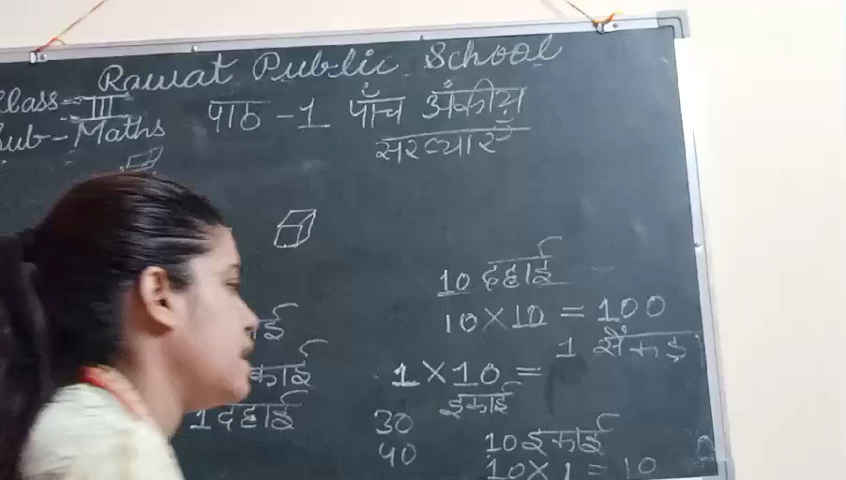 Rawat Public School
Class - III
Sub - Maths
पाठ - 1 पाँच अंकीय
संख्याएँ
10 दहाई
10 × 10 = 100
1 सैंकड़
1 × 10 =
इकाई
1 दहाई
30
40
10 इकाई
10 × 1 = 10